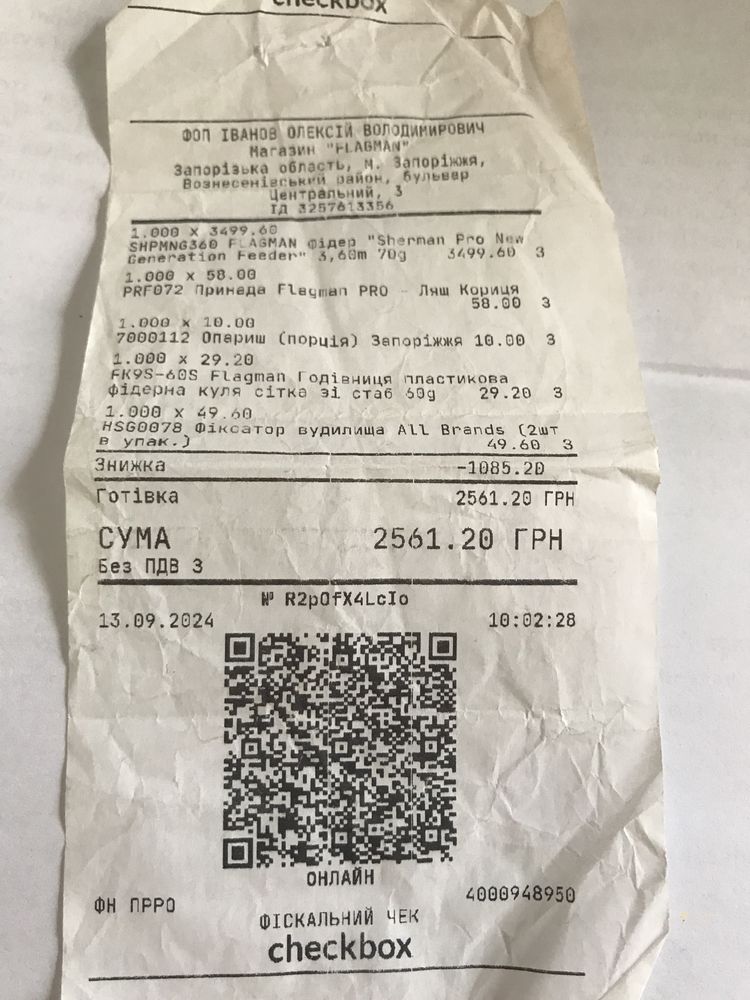 checkbox
ФОП ІВАНОВ ОЛЕКСІЙ ВОЛОДИМИРОВИЧ
Магазин "FLAGMAN"
Запорізька область, м. Запоріжжя,
Вознесенівський район, бульвар
Центральний, 3
ІД 3257613356
1.000 x 3499.60
SHPMNG360 FLAGMAN фідер "Sherman Pro New
Generation Feeder" 3,60m 70g 3499.60 З
1.000 x 58.00
PRF072 Принада Flagman PRO - Лящ Кориця
58.00 З
1.000 x 10.00
7000112 Опариш (порція) Запоріжжя 10.00 З
1.000 x 29.20
FK9S-60S Flagman Годівниця пластикова
фідерна куля сітка зі стаб 60g 29.20 З
1.000 x 49.60
HSG0078 Фіксатор вудилища All Brands (2шт
в упак.) 49.60 З
Знижка -1085.20
Готівка 2561.20 ГРН
СУМА 2561.20 ГРН
Без ПДВ З
№ R2pOfX4LcIo
13.09.2024 10:02:28
ОНЛАЙН
ФН ПРРО 4000948950
ФІСКАЛЬНИЙ ЧЕК
checkbox